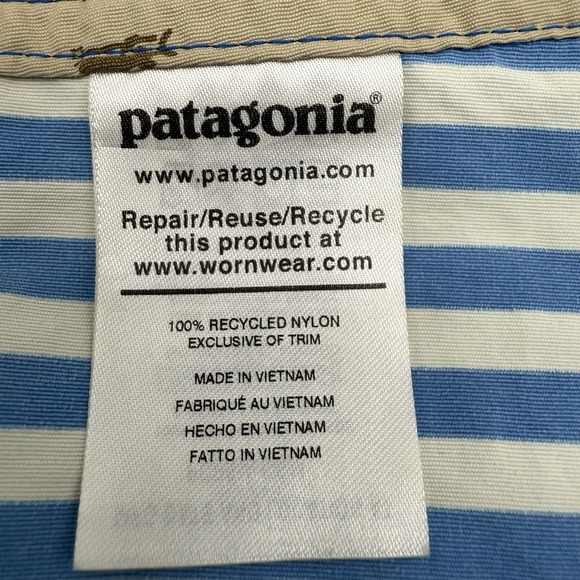 patagonia®
www.patagonia.com
Repair/Reuse/Recycle
this product at
www.wornwear.com
100% RECYCLED NYLON
EXCLUSIVE OF TRIM
MADE IN VIETNAM
FABRIQUÉ AU VIETNAM
HECHO EN VIETNAM
FATTO IN VIETNAM